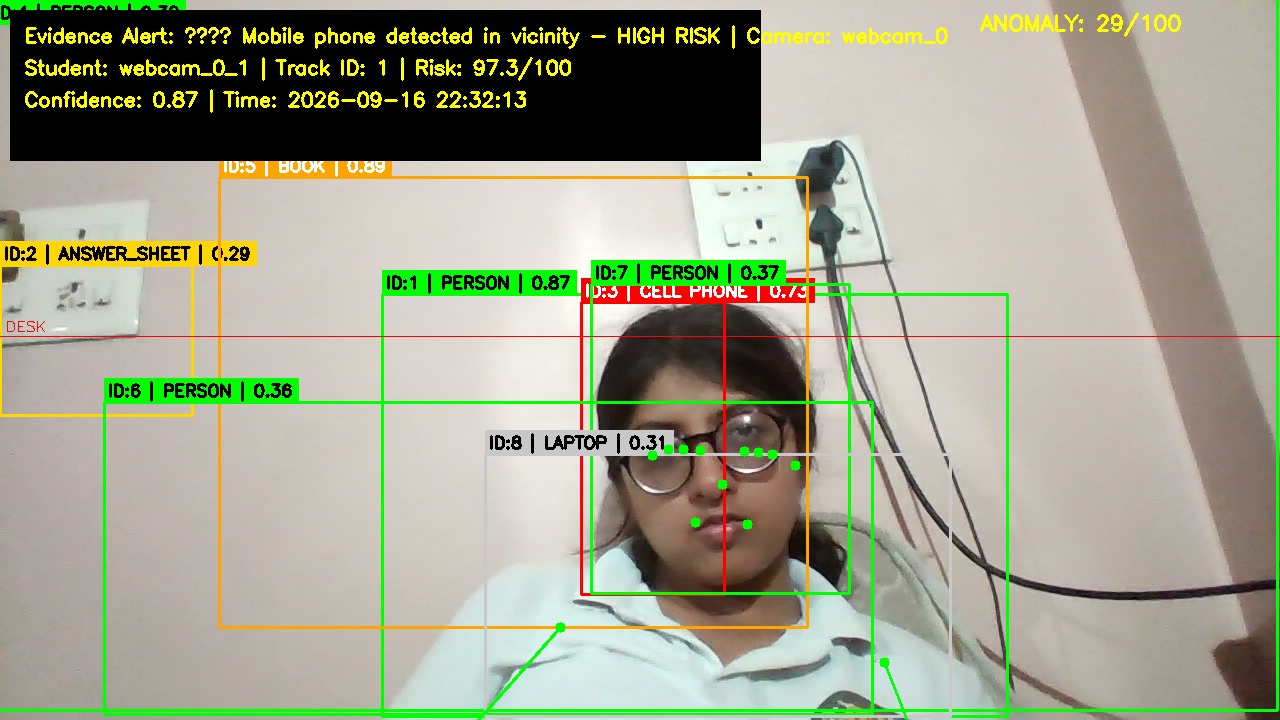 Evidence Alert: ???? Mobile phone detected in vicinity - HIGH RISK | Camera: webcam_0
ANOMALY: 29/100
Student: webcam_0_1 | Track ID: 1 | Risk: 97.3/100
Confidence: 0.87 | Time: 2026-09-16 22:32:13
ID:5 | BOOK | 0.89
ID:2 | ANSWER_SHEET | 0.29
ID:7 | PERSON | 0.37
ID:1 | PERSON | 0.87
ID:3 | CELL PHONE | 0.73
DESK
ID:6 | PERSON | 0.36
ID:8 | LAPTOP | 0.31